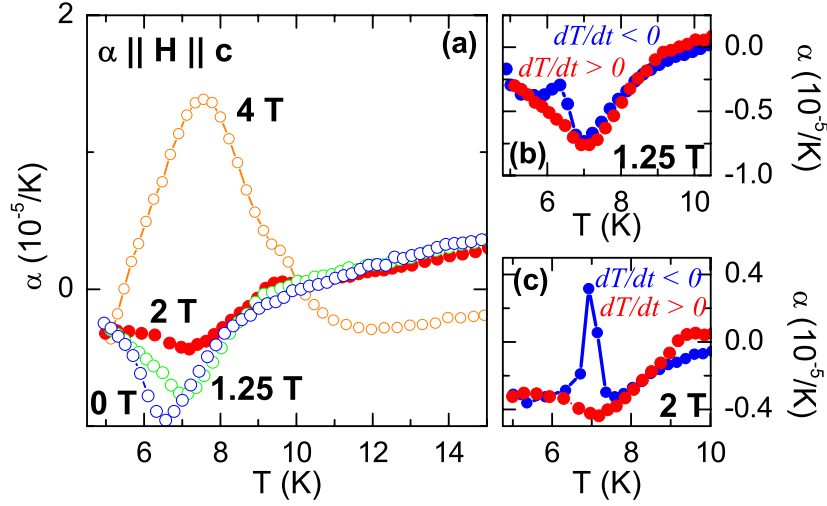 α || H || c
(a)
4 T
2 T
1.25 T
0 T
2
0
α (10⁻⁵/K)
6 8 10 12 14
T (K)
dT/dt < 0
dT/dt > 0
(b)
1.25 T
0.0
-0.5
-1.0
α (10⁻⁵/K)
6 8 10
T (K)
(c)
dT/dt < 0
dT/dt > 0
2 T
0.4
0.0
-0.4
α (10⁻⁵/K)
6 8 10
T (K)